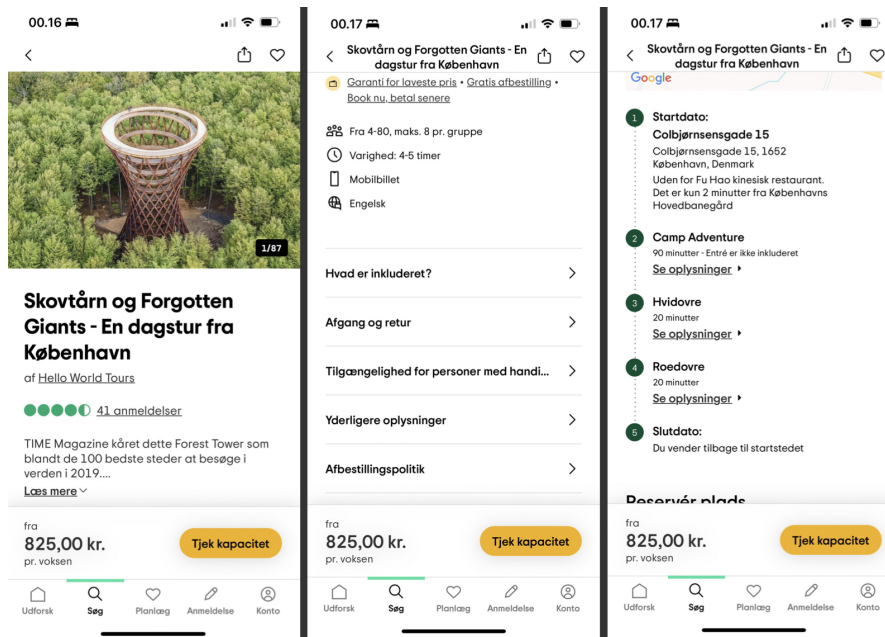 00.16
1/87
Skovtårn og Forgotten
Giants - En dagstur fra
København
af Hello World Tours
41 anmeldelser
TIME Magazine kåret dette Forest Tower som
blandt de 100 bedste steder at besøge i
verden i 2019....
Læs mere
fra
825,00 kr.
pr. voksen
Tjek kapacitet
Udforsk
Søg
Planlæg
Anmeldelse
Konto
00.17
Skovtårn og Forgotten Giants - En
dagstur fra København
Garanti for laveste pris • Gratis afbestilling •
Book nu, betal senere
Fra 4-80, maks. 8 pr. gruppe
Varighed: 4-5 timer
Mobilbillet
Engelsk
Hvad er inkluderet?
Afgang og retur
Tilgængelighed for personer med handi...
Yderligere oplysninger
Afbestillingspolitik
fra
825,00 kr.
pr. voksen
Tjek kapacitet
Udforsk
Søg
Planlæg
Anmeldelse
Konto
00.17
Skovtårn og Forgotten Giants - En
dagstur fra København
Google
1
Startdato:
Colbjørnsensgade 15
Colbjørnsensgade 15, 1652
København, Denmark
Uden for Fu Hao kinesisk restaurant.
Det er kun 2 minutter fra Københavns
Hovedbanegård
2
Camp Adventure
90 minutter - Entré er ikke inkluderet
Se oplysninger
3
Hvidovre
20 minutter
Se oplysninger
4
Roedovre
20 minutter
Se oplysninger
5
Slutdato:
Du vender tilbage til startstedet
Reservér plads
fra
825,00 kr.
pr. voksen
Tjek kapacitet
Udforsk
Søg
Planlæg
Anmeldelse
Konto